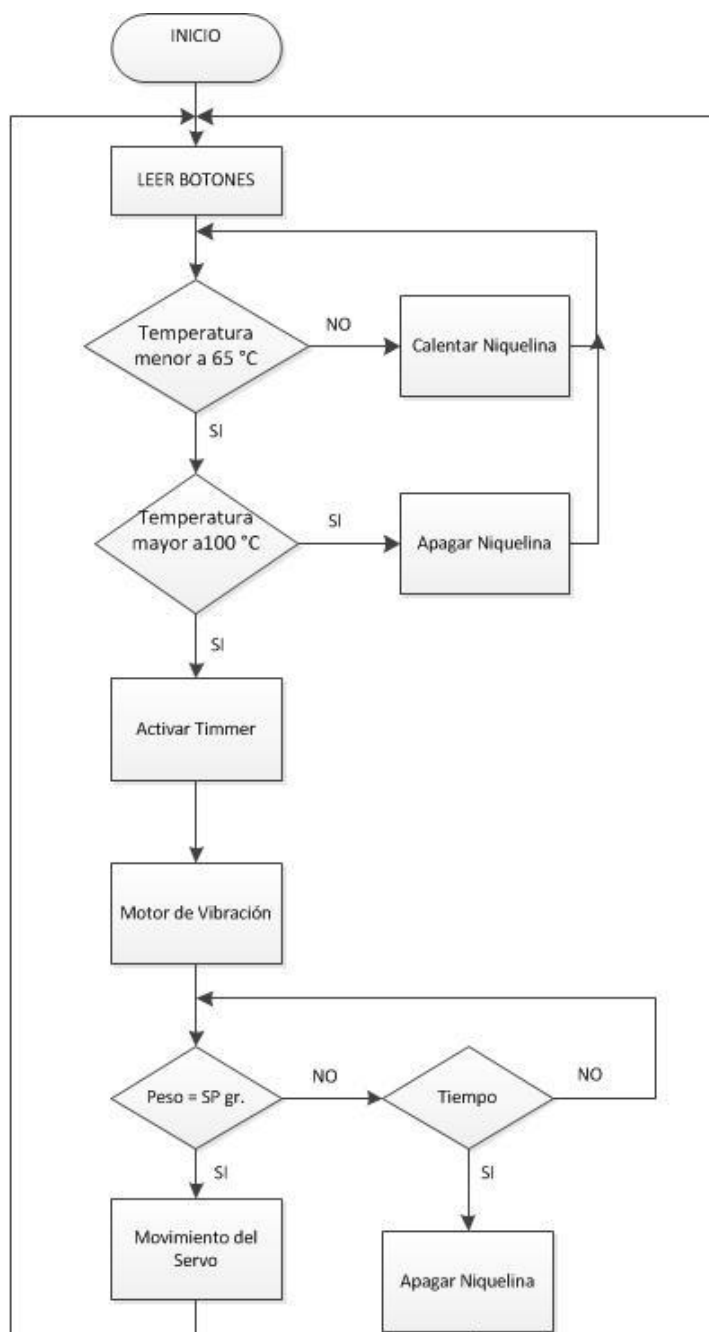 INICIO
LEER BOTONES
Temperatura
menor a 65 °C
NO
Calentar Niquelina
SI
Temperatura
mayor a100 °C
SI
Apagar Niquelina
SI
Activar Timmer
Motor de Vibración
Peso = SP gr.
NO
Tiempo
NO
SI
SI
Movimiento del
Servo
Apagar Niquelina